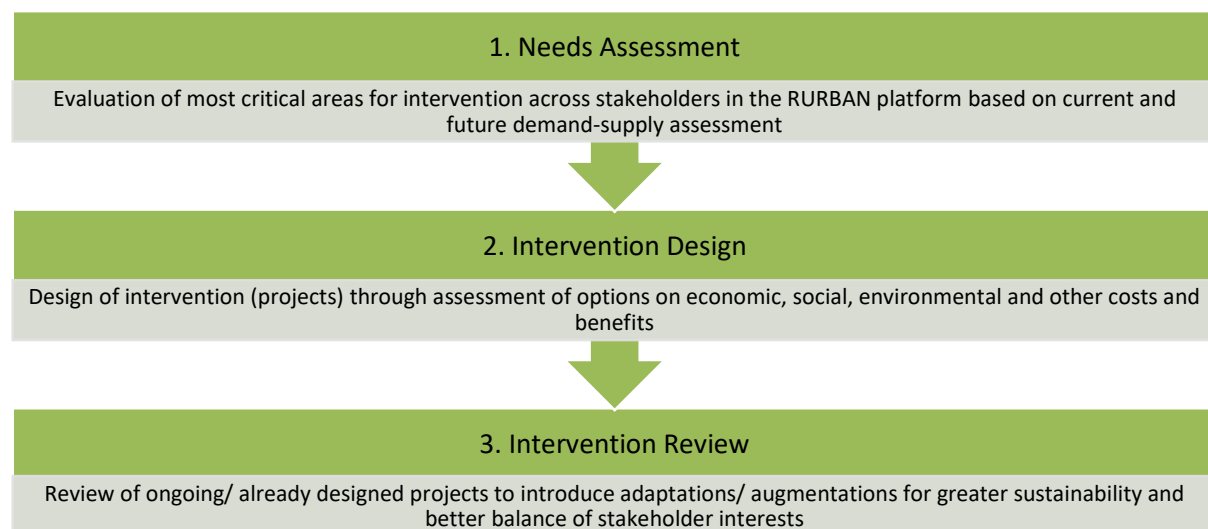 1. Needs Assessment
Evaluation of most critical areas for intervention across stakeholders in the RURBAN platform based on current and
future demand-supply assessment
2. Intervention Design
Design of intervention (projects) through assessment of options on economic, social, environmental and other costs and
benefits
3. Intervention Review
Review of ongoing/ already designed projects to introduce adaptations/ augmentations for greater sustainability and
better balance of stakeholder interests